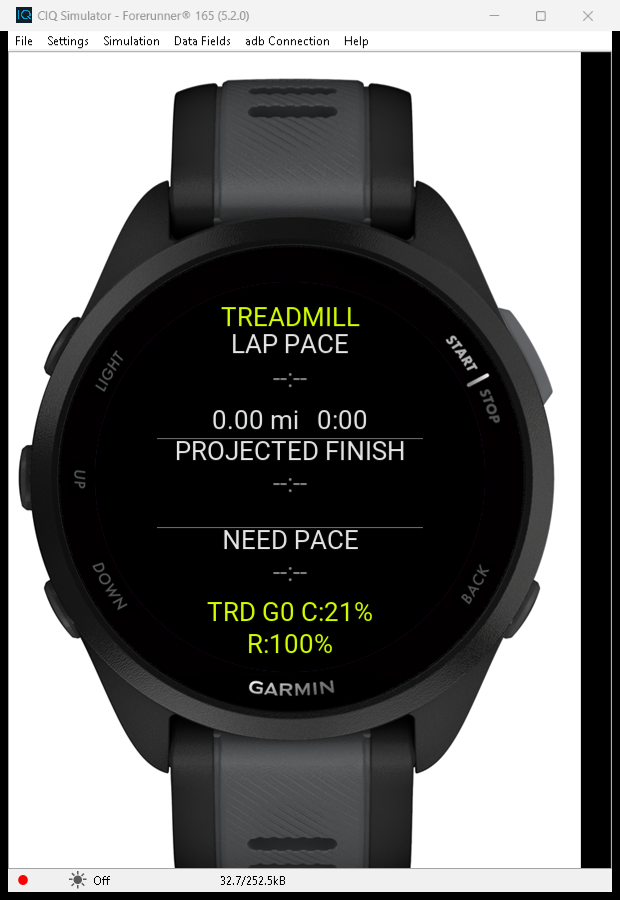 CIQ Simulator - Forerunner® 165 (5.2.0)
File Settings Simulation Data Fields adb Connection Help
TREADMILL
LAP PACE
--:--
0.00 mi 0:00
PROJECTED FINISH
--:--
NEED PACE
--:--
TRD G0 C:21%
R:100%
LIGHT
UP
DOWN
START
STOP
BACK
GARMIN
Off 32.7/252.5kB